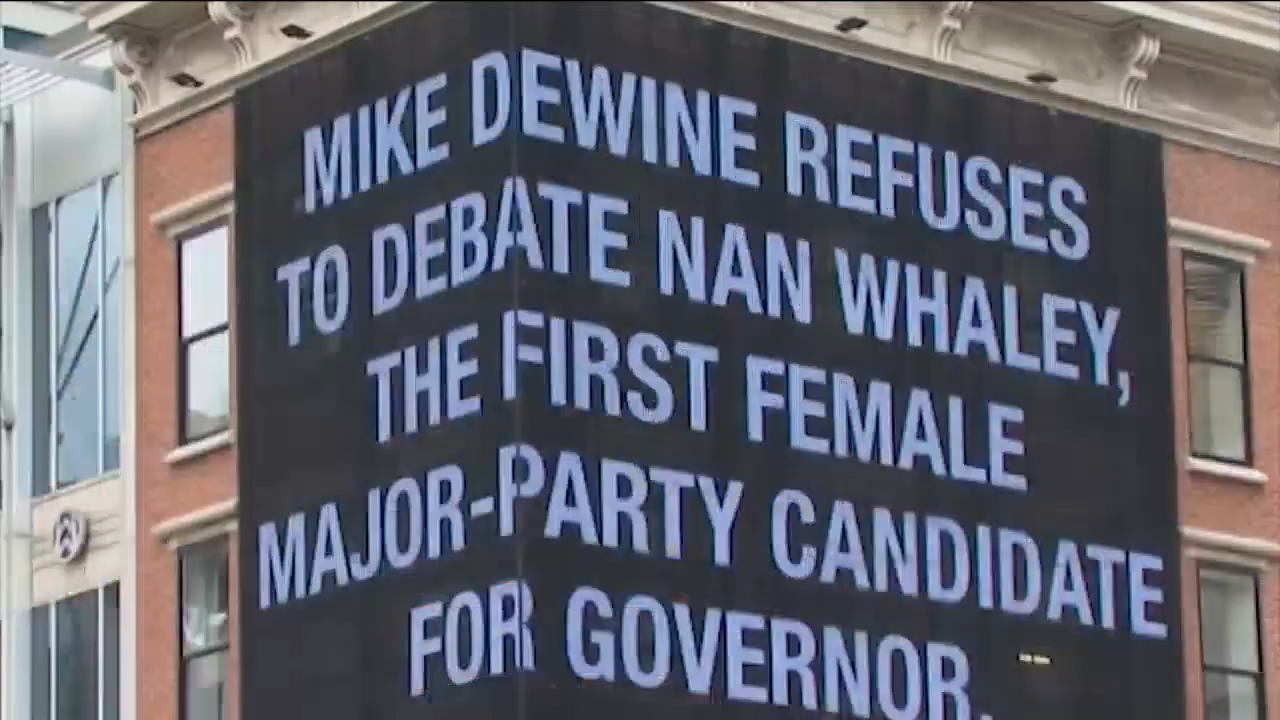 MIKE DEWINE REFUSES
TO DEBATE NAN WHALEY,
THE FIRST FEMALE
MAJOR-PARTY CANDIDATE
FOR GOVERNOR.